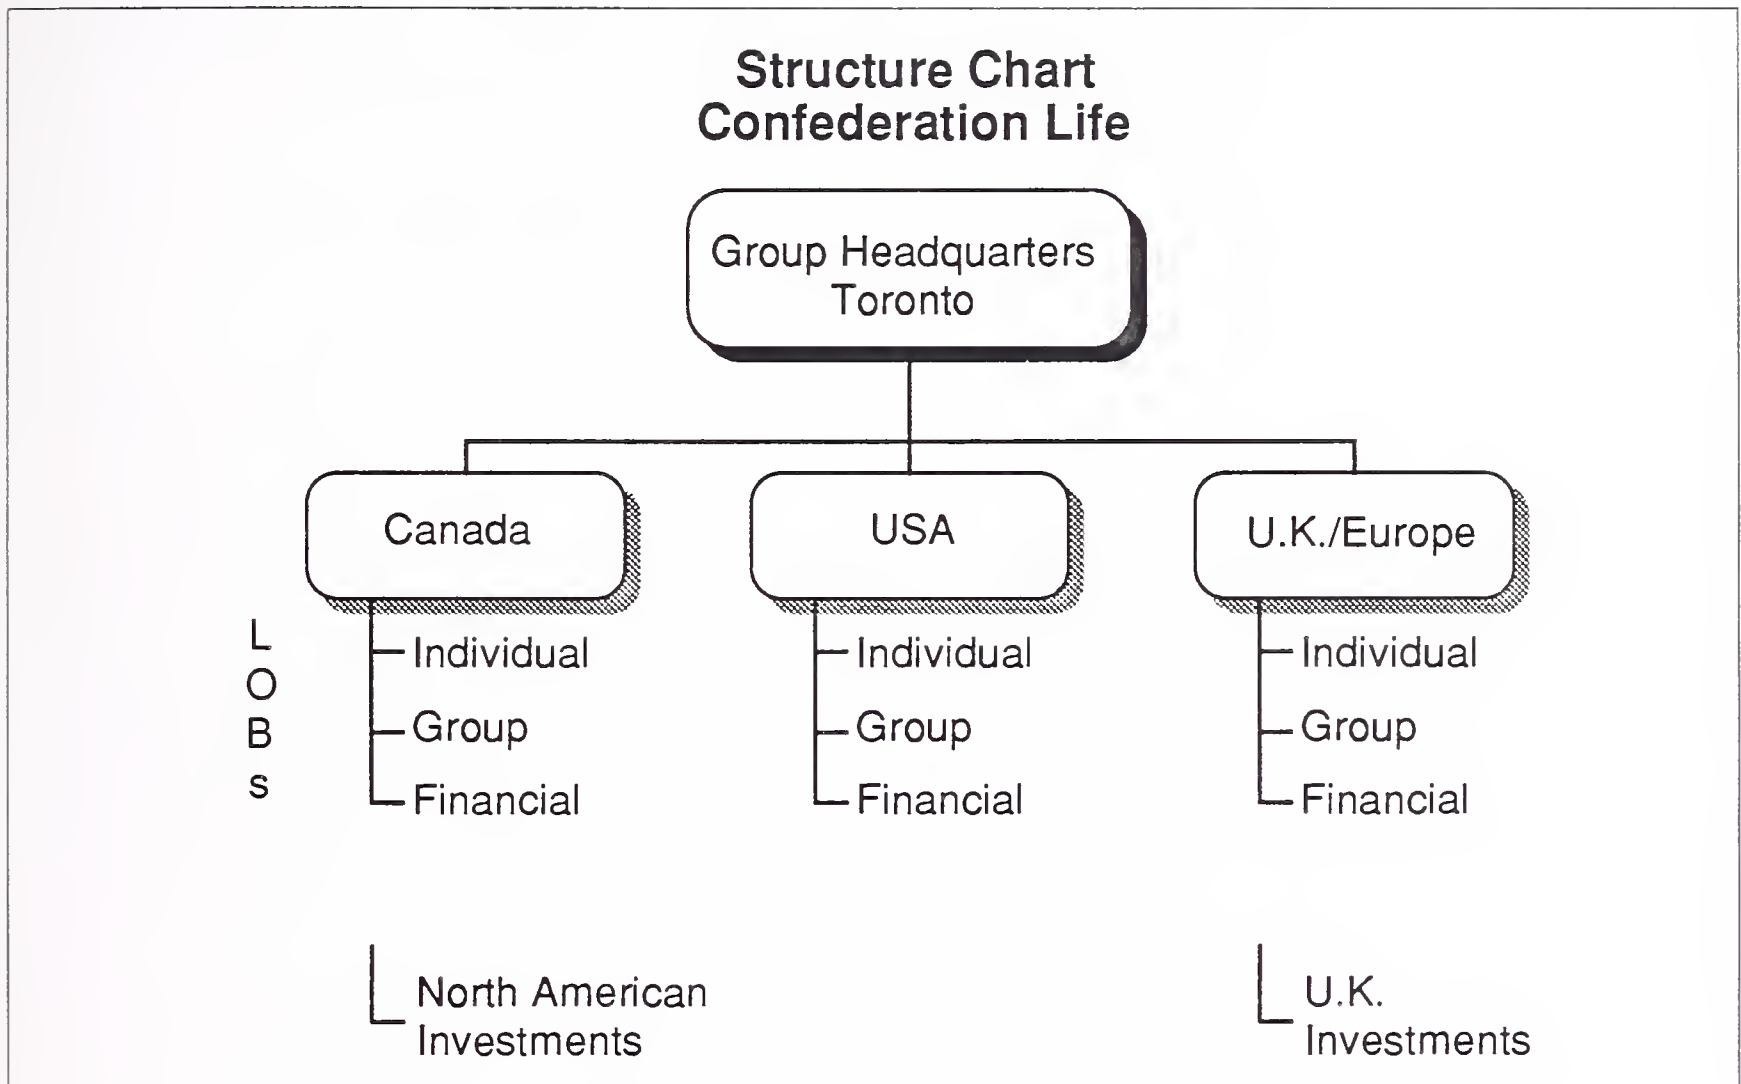 Structure Chart
Confederation Life
Group Headquarters
Toronto
Canada
USA
U.K./Europe
L
O
B
s
Individual
Group
Financial
Individual
Group
Financial
Individual
Group
Financial
North American
Investments
U.K.
Investments